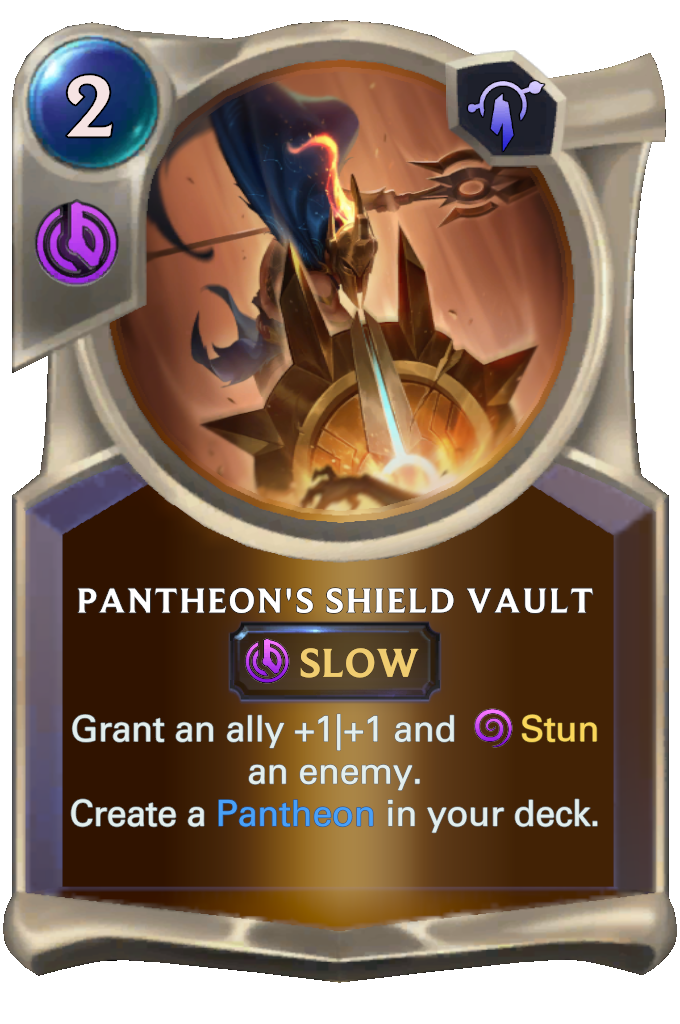 2
PANTHEON'S SHIELD VAULT
SLOW
Grant an ally +1|+1 and Stun
an enemy.
Create a Pantheon in your deck.